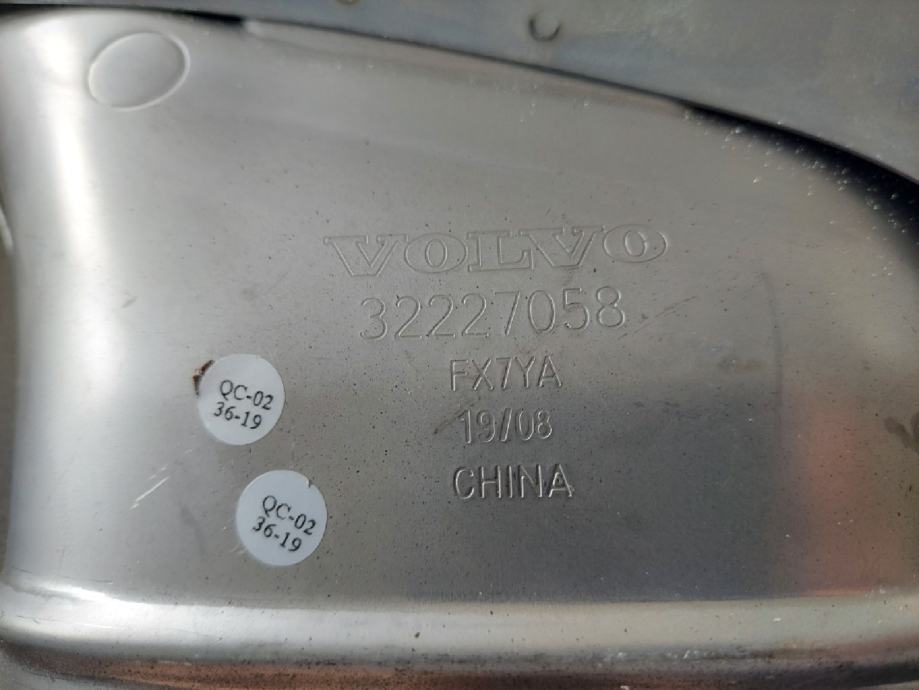 VOLVO
32227058
FX7YA
19/08
CHINA
QC-02
36-19
QC-02
36-19